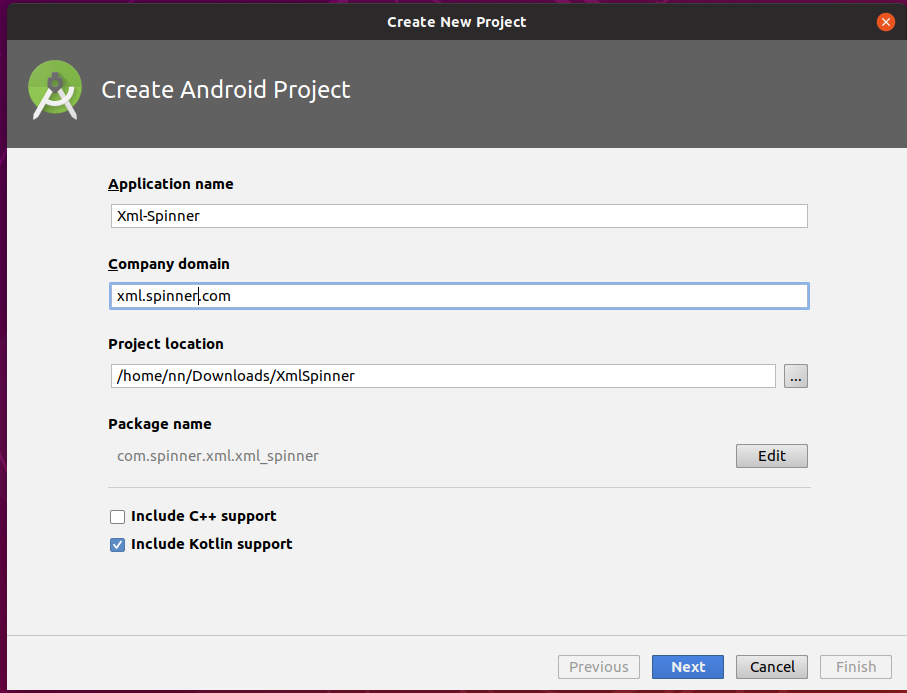 Create New Project
Create Android Project
Application name
Xml-Spinner
Company domain
xml.spinner.com
Project location
/home/nn/Downloads/XmlSpinner
...
Package name
com.spinner.xml.xml_spinner
Edit
Include C++ support
Include Kotlin support
Previous Next Cancel Finish